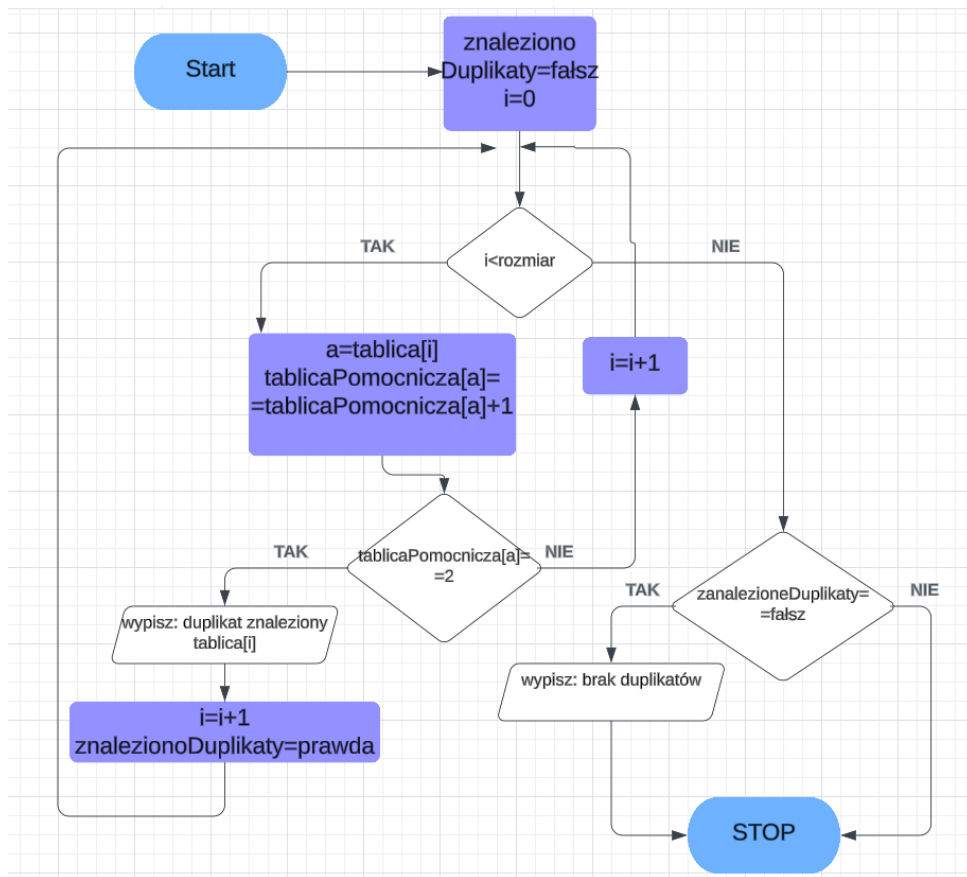 Start
znaleziono
Duplikaty=fałsz
i=0
TAK
i<rozmiar
NIE
a=tablica[i]
tablicaPomocnicza[a]=
=tablicaPomocnicza[a]+1
i=i+1
TAK
tablicaPomocnicza[a]=
=2
NIE
wypisz: duplikat znaleziony
tablica[i]
i=i+1
znalezionoDuplikaty=prawda
TAK
zanalezioneDuplikaty=
=fałsz
NIE
wypisz: brak duplikatów
STOP